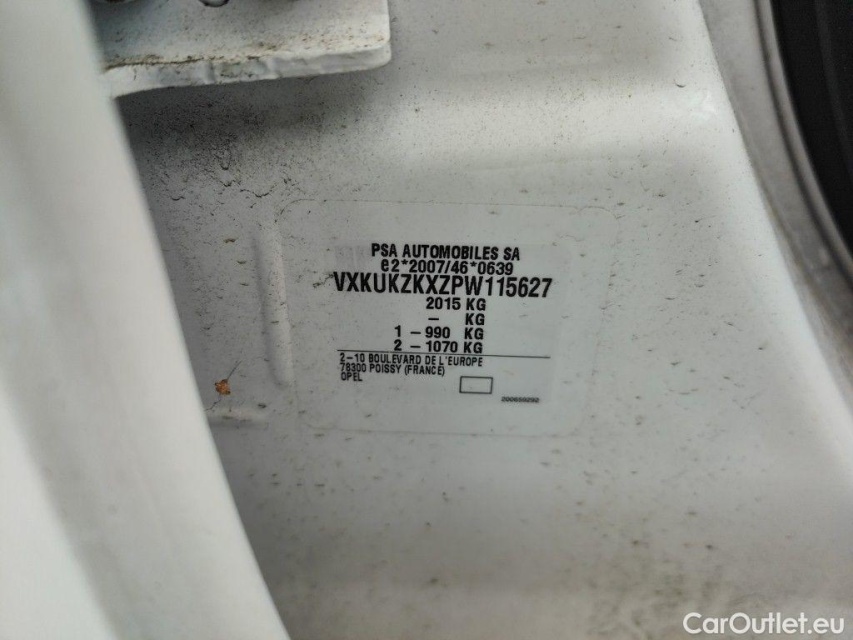 PSA AUTOMOBILES SA
e2*2007/46*0639
VXKUKZKXZPW115627
2015 KG
- KG
1 - 990 KG
2 - 1070 KG
2-10 BOULEVARD DE L'EUROPE
78300 POISSY (FRANCE)
OPEL
CarOutlet.eu